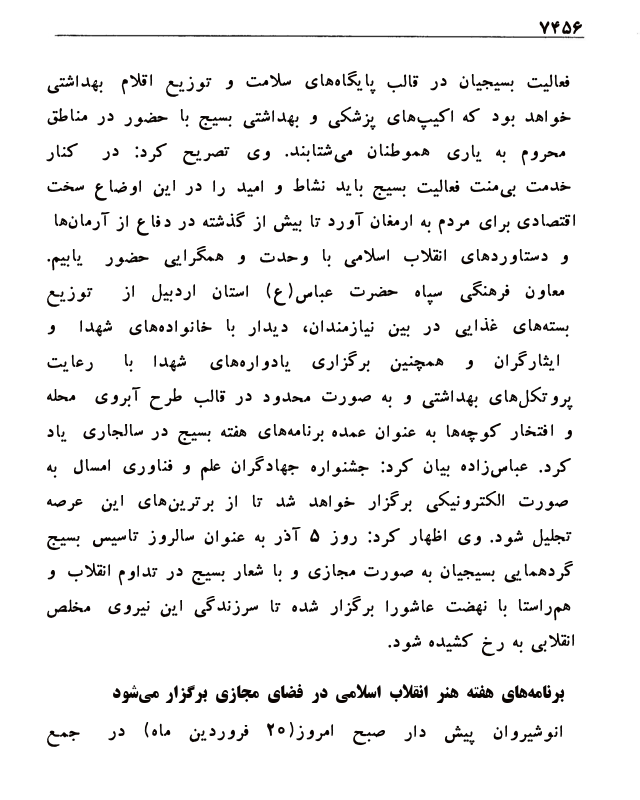 ۷۴۵۶
فعالیت بسیجیان در قالب پایگاه‌های سلامت و توزیع اقلام بهداشتی
خواهد بود که اکیپ‌های پزشکی و بهداشتی بسیج با حضور در مناطق
محروم به یاری هموطنان می‌شتابند. وی تصریح کرد: در کنار
خدمت بی‌منت فعالیت بسیج باید نشاط و امید را در این اوضاع سخت
اقتصادی برای مردم به ارمغان آورد تا بیش از گذشته در دفاع از آرمان‌ها
و دستاوردهای انقلاب اسلامی با وحدت و همگرایی حضور یابیم.
معاون فرهنگی سپاه حضرت عباس(ع) استان اردبیل از توزیع
بسته‌های غذایی در بین نیازمندان، دیدار با خانواده‌های شهدا و
ایثارگران و همچنین برگزاری یادواره‌های شهدا با رعایت
پروتکل‌های بهداشتی و به صورت محدود در قالب طرح آبروی محله
و افتخار کوچه‌ها به عنوان عمده برنامه‌های هفته بسیج در سالجاری یاد
کرد. عباس‌زاده بیان کرد: جشنواره جهادگران علم و فناوری امسال به
صورت الکترونیکی برگزار خواهد شد تا از برترین‌های این عرصه
تجلیل شود. وی اظهار کرد: روز ۵ آذر به عنوان سالروز تاسیس بسیج
گردهمایی بسیجیان به صورت مجازی و با شعار بسیج در تداوم انقلاب و
هم‌راستا با نهضت عاشورا برگزار شده تا سرزندگی این نیروی مخلص
انقلابی به رخ کشیده شود.
برنامه‌های هفته هنر انقلاب اسلامی در فضای مجازی برگزار می‌شود
انوشیروان پیش دار صبح امروز(۲۰ فروردین ماه) در جمع